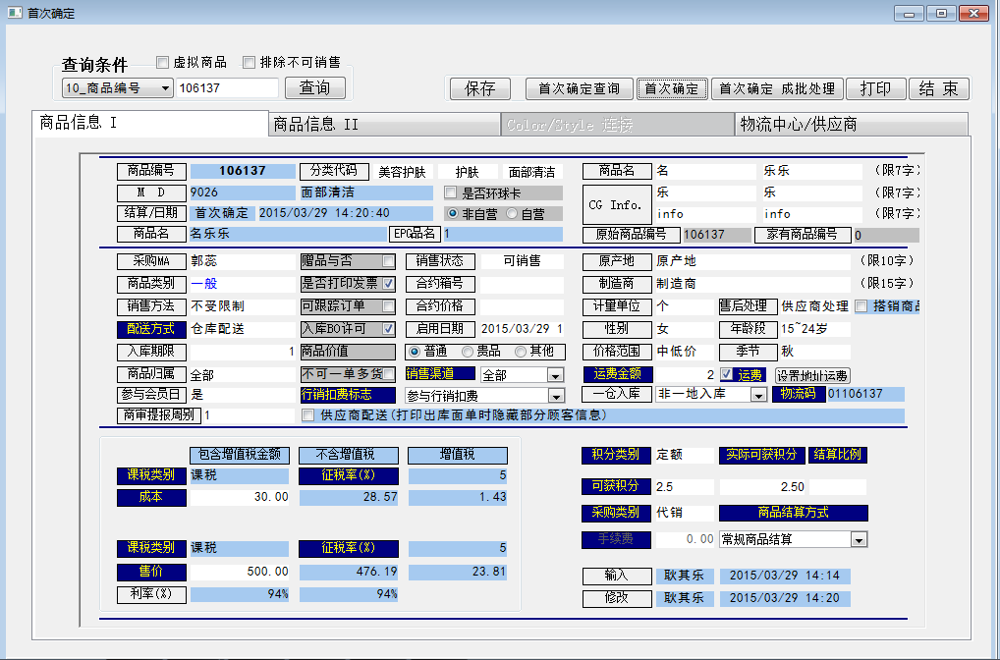 首次确定
查询条件 虚拟商品 排除不可销售
10_商品编号 106137 查询 保存 首次确定查询 首次确定 首次确定 成批处理 打印 结 束
商品信息 I 商品信息 II Color/Style 连接 物流中心/供应商
商品编号 106137 分类代码 美容护肤 护肤 面部清洁 商品名 名 乐乐 (限7字)
M D 9026 面部清洁 是否环球卡 CG Info. 乐 乐 (限7字)
结算/日期 首次确定 2015/03/29 14:20:40 非自营 自营 info info (限7字)
商品名 名乐乐 EPG品名 1 原始商品编号 106137 家有商品编号 0
采购MA 郭蕊 赠品与否 销售状态 可销售 原产地 原产地 (限10字)
商品类别 一般 是否打印发票 合约箱号 制造商 制造商 (限15字)
销售方法 不受限制 可跟踪订单 合约价格 计量单位 个 售后处理 供应商处理 搭销商品
配送方式 仓库配送 入库BO许可 启用日期 2015/03/29 1 性别 女 年龄段 15~24岁
入库期限 1 商品价值 普通 贵品 其他 价格范围 中低价 季节 秋
商品归属 全部 不可一单多货 销售渠道 全部 运费金额 2 运费 设置地址运费
参与会员日 是 行销扣费标志 参与行销扣费 一仓入库 非一地入库 物流码 01106137
商审提报周别 1 供应商配送(打印出库面单时隐藏部分顾客信息)
包含增值税金额 不含增值税 增值税 积分类别 定额 实际可获积分 结算比例
课税类别 课税 征税率(%) 5
可获积分 2.5 2.50
成本 30.00 28.57 1.43
采购类别 代销 商品结算方式
手续费 0.00 常规商品结算
课税类别 课税 征税率(%) 5
售价 500.00 476.19 23.81 输入 耿其乐 2015/03/29 14:14
利率(%) 94% 94% 修改 耿其乐 2015/03/29 14:20